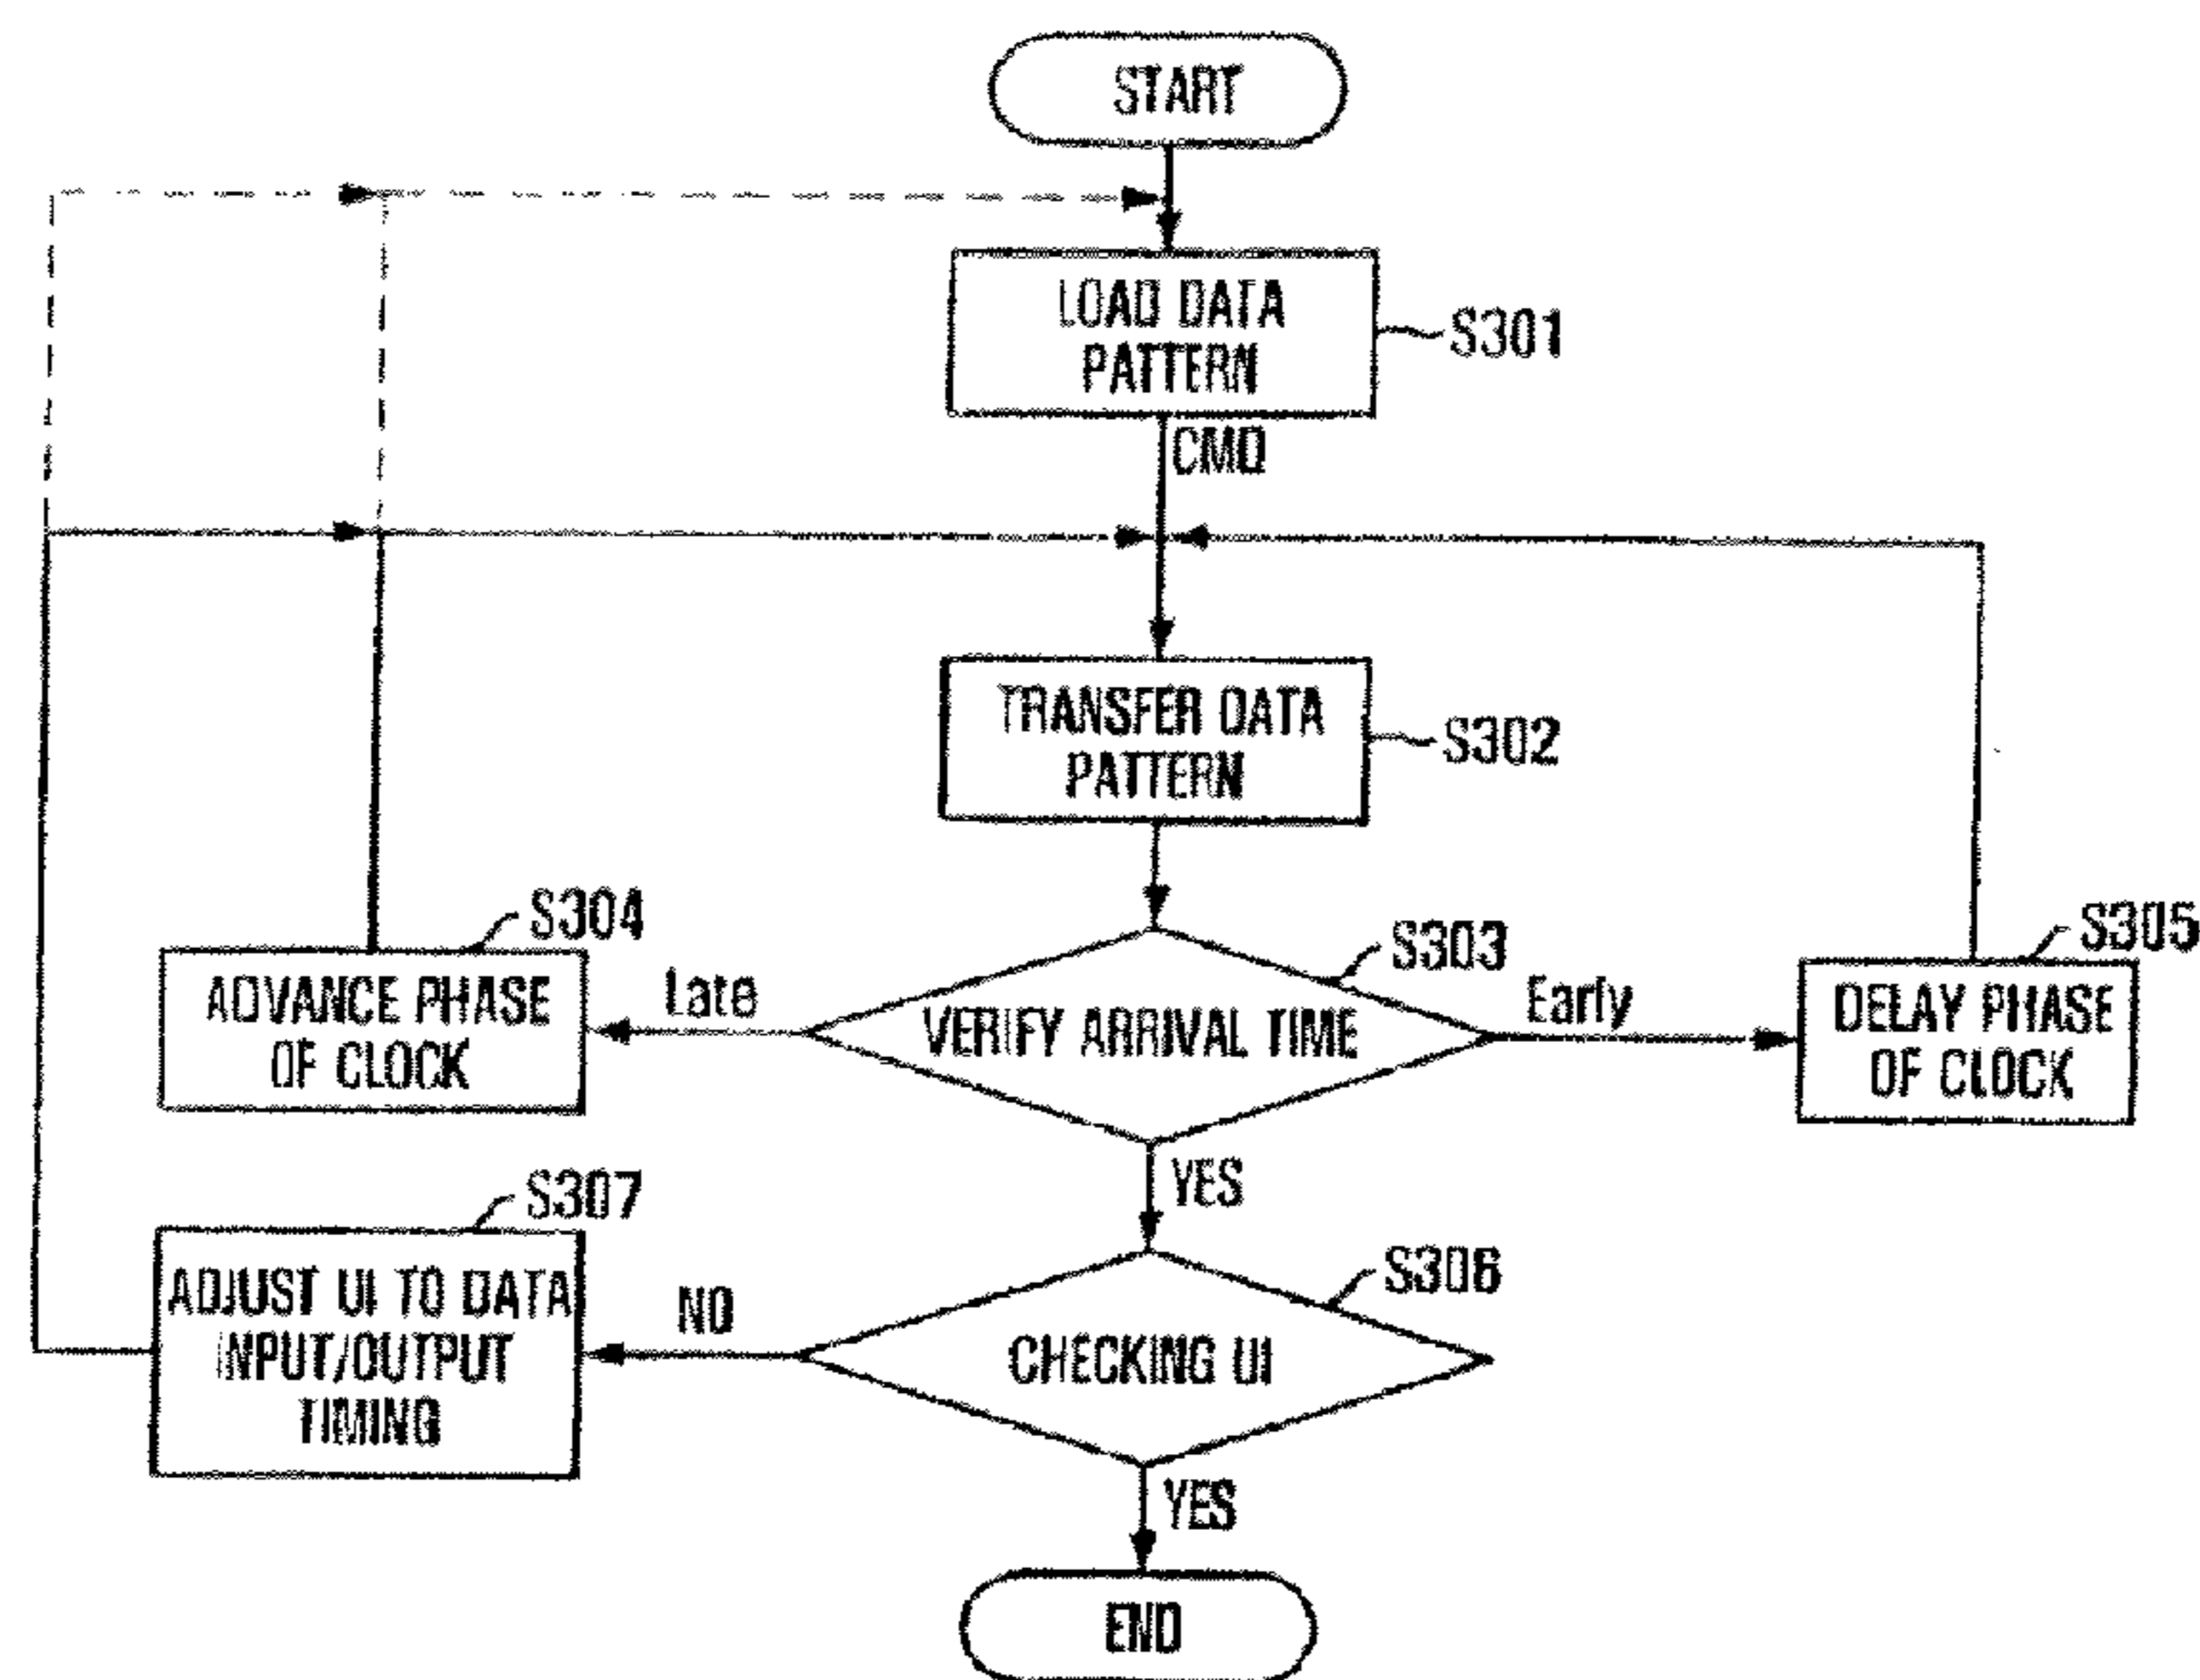 START
LOAD DATA
PATTERN
S301
CMD
TRANSFER DATA
PATTERN
S302
S304
ADVANCE PHASE
OF CLOCK
Late
S303
VERIFY ARRIVAL TIME
Early
S305
DELAY PHASE
OF CLOCK
YES
S307
ADJUST UI TO DATA
INPUT/OUTPUT
TIMING
NO
S306
CHECKING UI
YES
END